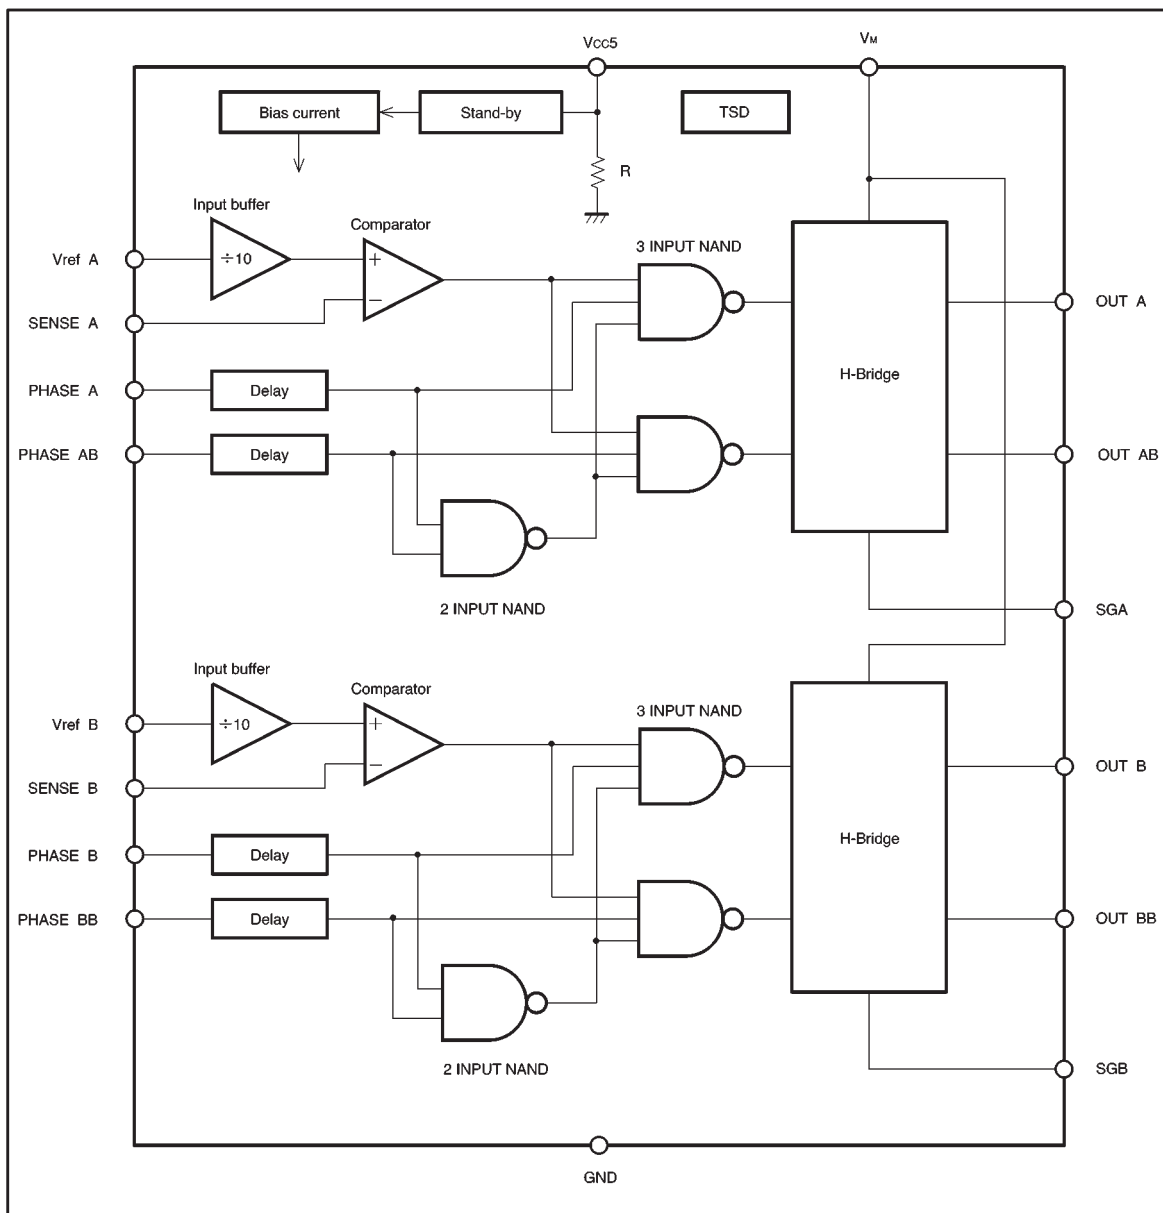 VCC5
VM
Bias current
Stand-by
TSD
R
Input buffer
Comparator
3 INPUT NAND
Vref A
÷10
+
−
SENSE A
OUT A
H-Bridge
PHASE A
Delay
PHASE AB
Delay
OUT AB
2 INPUT NAND
SGA
Input buffer
Comparator
3 INPUT NAND
Vref B
÷10
+
−
SENSE B
OUT B
H-Bridge
PHASE B
Delay
PHASE BB
Delay
OUT BB
2 INPUT NAND
SGB
GND